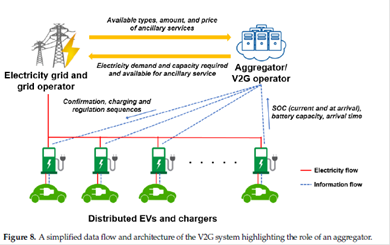 Available types, amount, and price
of ancillary services
Electricity demand and capacity required
and available for ancillary service
Electricity grid and
grid operator
Aggregator/
V2G operator
Confirmation, charging and
regulation sequences
SOC (current and at arrival),
battery capacity, arrival time
Electricity flow
Information flow
Distributed EVs and chargers
Figure 8. A simplified data flow and architecture of the V2G system highlighting the role of an aggregator.